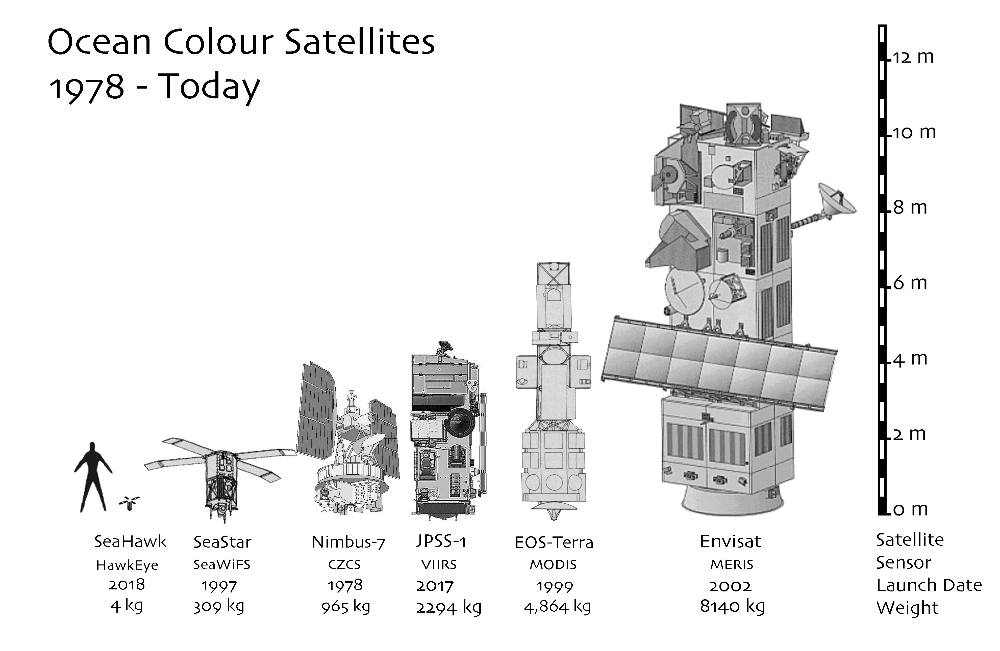 Ocean Colour Satellites
1978 - Today
12 m
10 m
8 m
6 m
4 m
2 m
0 m
SeaHawk SeaStar Nimbus-7 JPSS-1 EOS-Terra Envisat Satellite
HawkEye SeaWiFS CZCS VIIRS MODIS MERIS Sensor
2018 1997 1978 2017 1999 2002 Launch Date
4 kg 309 kg 965 kg 2294 kg 4,864 kg 8140 kg Weight